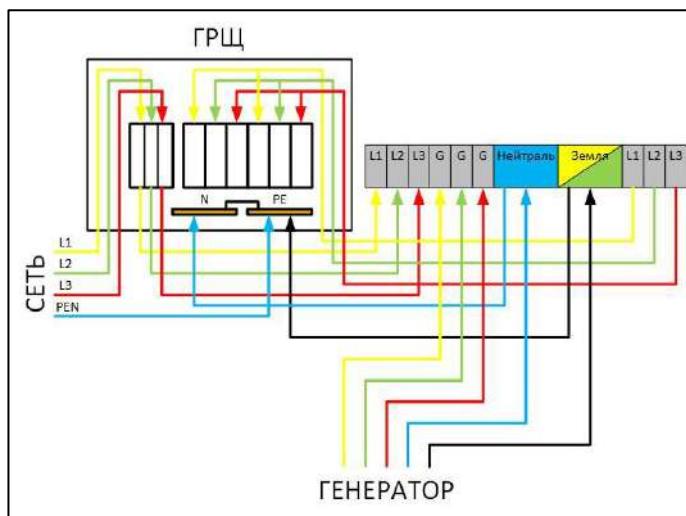 ГРЩ
L1 L2 L3 G G G Нейтраль Земля L1 L2 L3
N PE
СЕТЬ
L1
L2
L3
PEN
ГЕНЕРАТОР